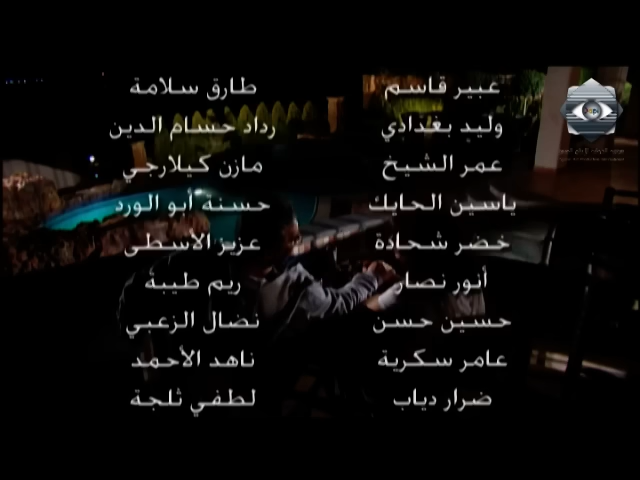 عبير قاسم
طارق سلامة
وليد بغدادي
رداد حسام الدين
عمر الشيخ
مازن كيلارجي
ياسين الحايك
حسنة أبو الورد
خضر شحادة
عزيز الأسطى
أنور نصار
ريم طيبة
حسين حسن
نضال الزعبي
عامر سكرية
ناهد الأحمد
ضرار دياب
لطفي ثلجة